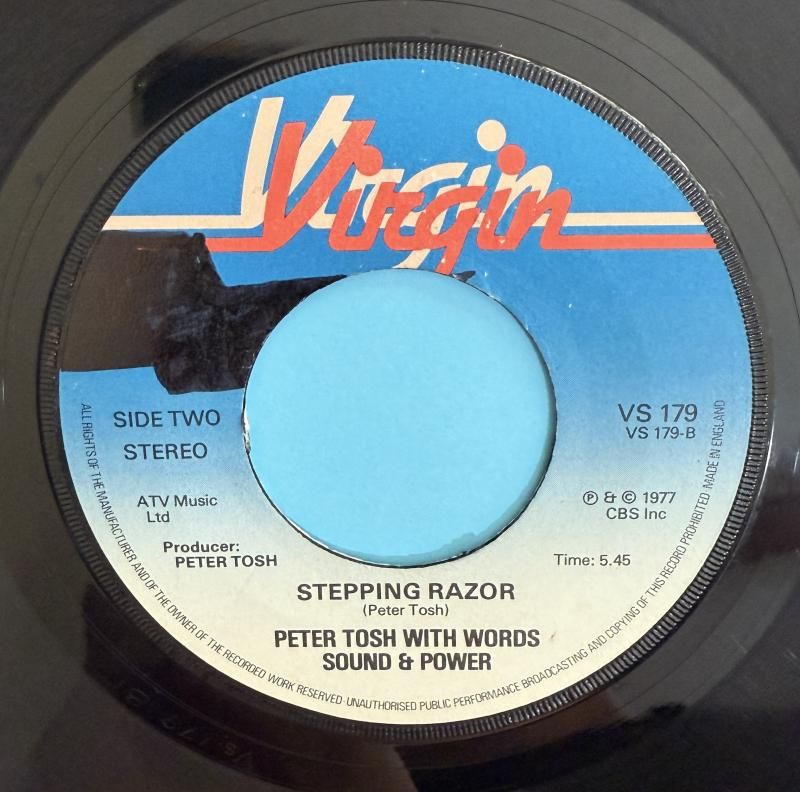 Virgin
SIDE TWO
STEREO
VS 179
VS 179-B
ATV Music
Ltd
℗ & © 1977
CBS Inc
Producer:
PETER TOSH
Time: 5.45
STEPPING RAZOR
(Peter Tosh)
PETER TOSH WITH WORDS
SOUND & POWER
ALL RIGHTS OF THE MANUFACTURER AND OF THE OWNER OF THE RECORDED WORK RESERVED · UNAUTHORISED PUBLIC PERFORMANCE BROADCASTING AND COPYING OF THIS RECORD PROHIBITED · MADE IN ENGLAND